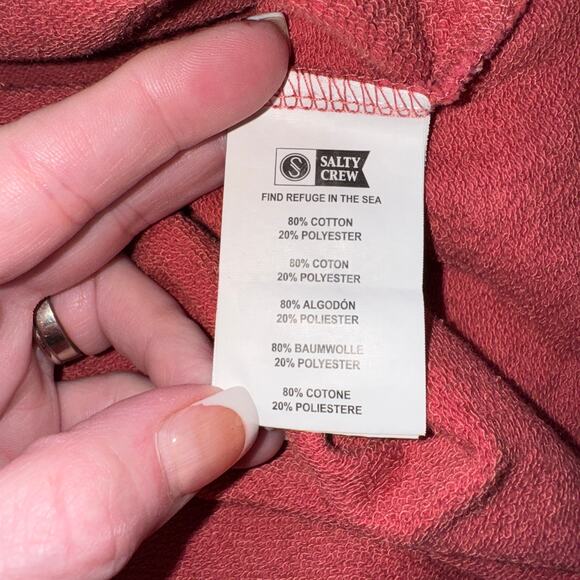 SALTY
CREW
FIND REFUGE IN THE SEA
80% COTTON
20% POLYESTER
80% COTON
20% POLYESTER
80% ALGODÓN
20% POLIESTER
80% BAUMWOLLE
20% POLYESTER
80% COTONE
20% POLIESTERE